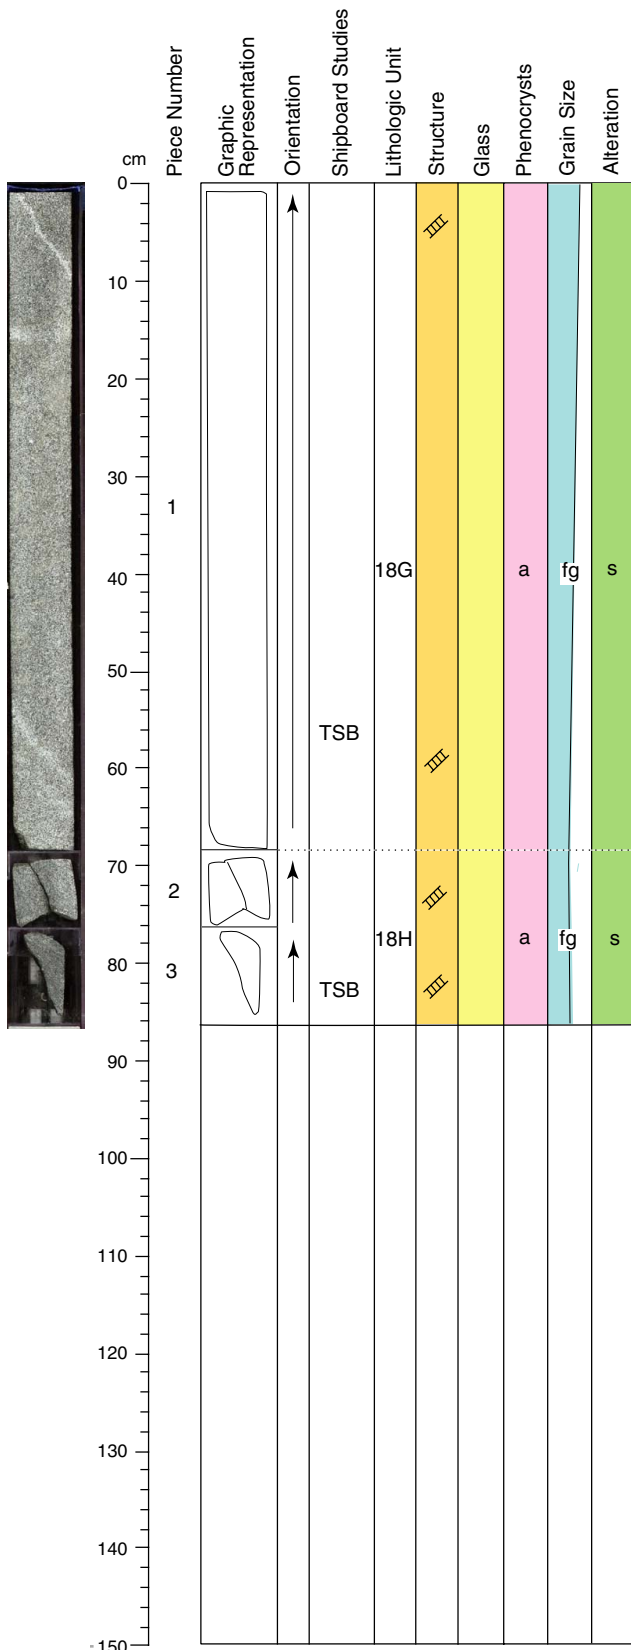 cm
Piece Number
Graphic
Representation
Orientation
Shipboard Studies
Lithologic Unit
Structure
Glass
Phenocrysts
Grain Size
Alteration
0
10
20
30
1
40
18G
a
fg
s
50
TSB
60
70
2
18H
a
fg
s
80
3
TSB
90
100
110
120
130
140
150